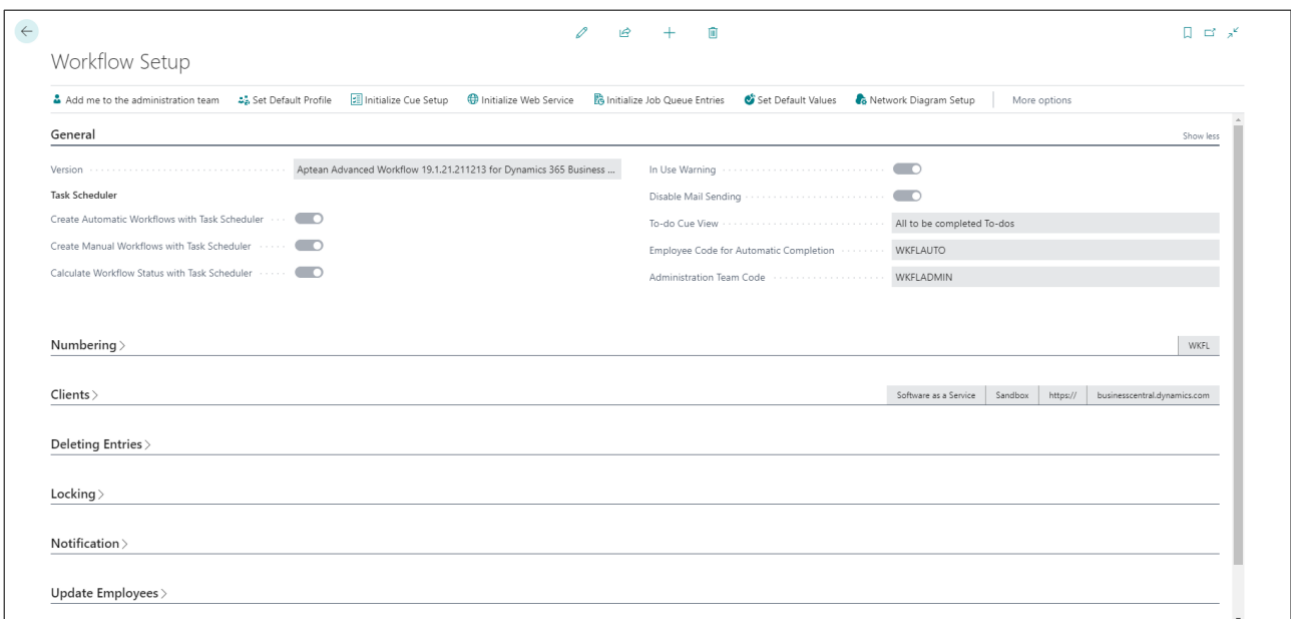 Workflow Setup
Add me to the administration team Set Default Profile Initialize Cue Setup Initialize Web Service Initialize Job Queue Entries Set Default Values Network Diagram Setup More options
General Show less
Version Aptean Advanced Workflow 19.1.21.211213 for Dynamics 365 Business ...
Task Scheduler
Create Automatic Workflows with Task Scheduler
Create Manual Workflows with Task Scheduler
Calculate Workflow Status with Task Scheduler
In Use Warning
Disable Mail Sending
To-do Cue View All to be completed To-dos
Employee Code for Automatic Completion WKFLAUTO
Administration Team Code WKFLADMIN
Numbering WKFL
Clients Software as a Service Sandbox https:// businesscentral.dynamics.com
Deleting Entries
Locking
Notification
Update Employees